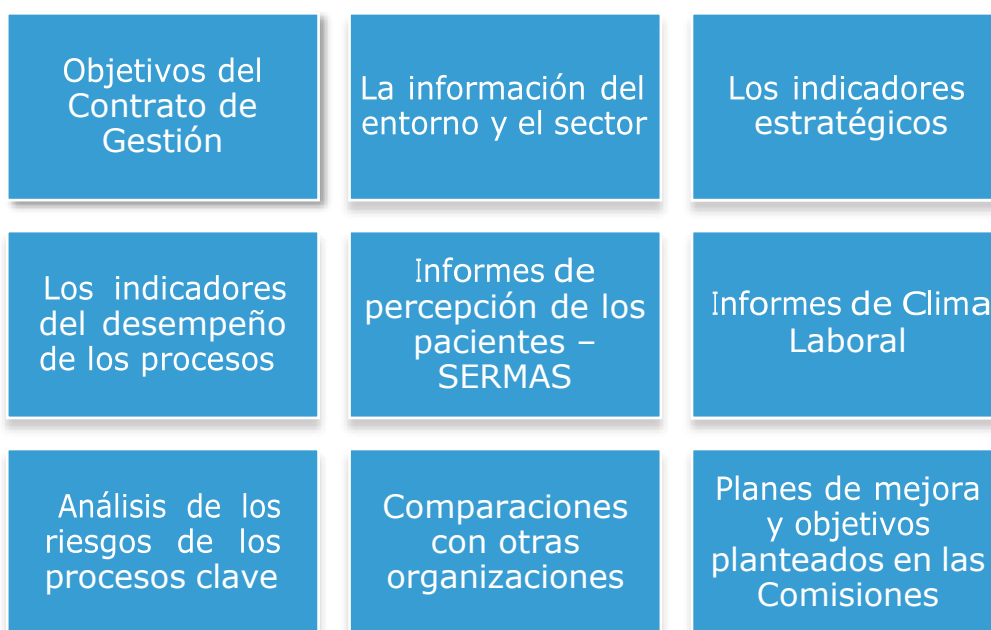 Objetivos del
Contrato de
Gestión
La información del
entorno y el sector
Los indicadores
estratégicos
Los indicadores
del desempeño
de los procesos
Informes de
percepción de los
pacientes –
SERMAS
Informes de Clima
Laboral
Análisis de los
riesgos de los
procesos clave
Comparaciones
con otras
organizaciones
Planes de mejora
y objetivos
planteados en las
Comisiones